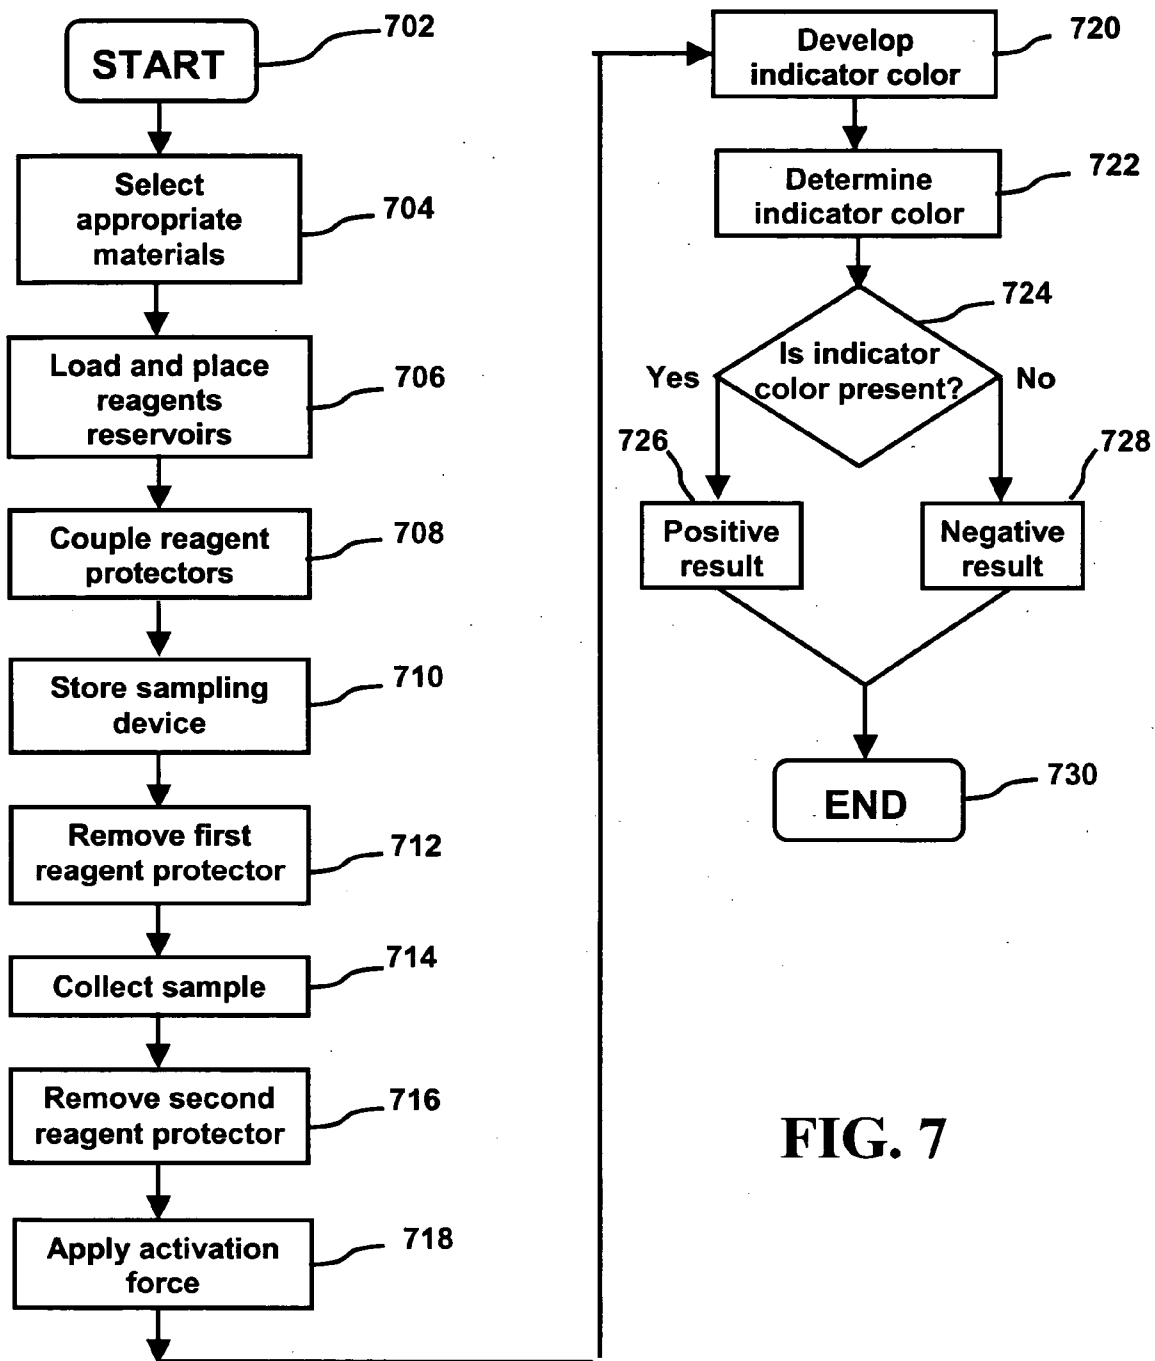 START
702
Select
appropriate
materials
704
Load and place
reagents
reservoirs
706
Couple reagent
protectors
708
Store sampling
device
710
Remove first
reagent protector
712
Collect sample
714
Remove second
reagent protector
716
Apply activation
force
718
Develop
indicator color
720
Determine
indicator color
722
Is indicator
color present?
724
Yes
No
726
Positive
result
728
Negative
result
END
730
FIG. 7